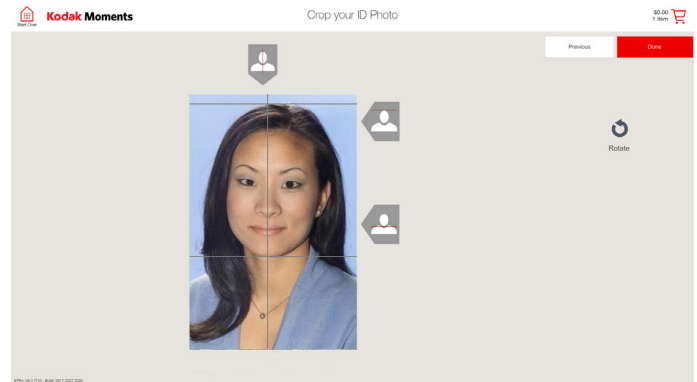 Start Over
Kodak Moments
Crop your ID Photo
$0.00
1 item
Previous
Done
Rotate